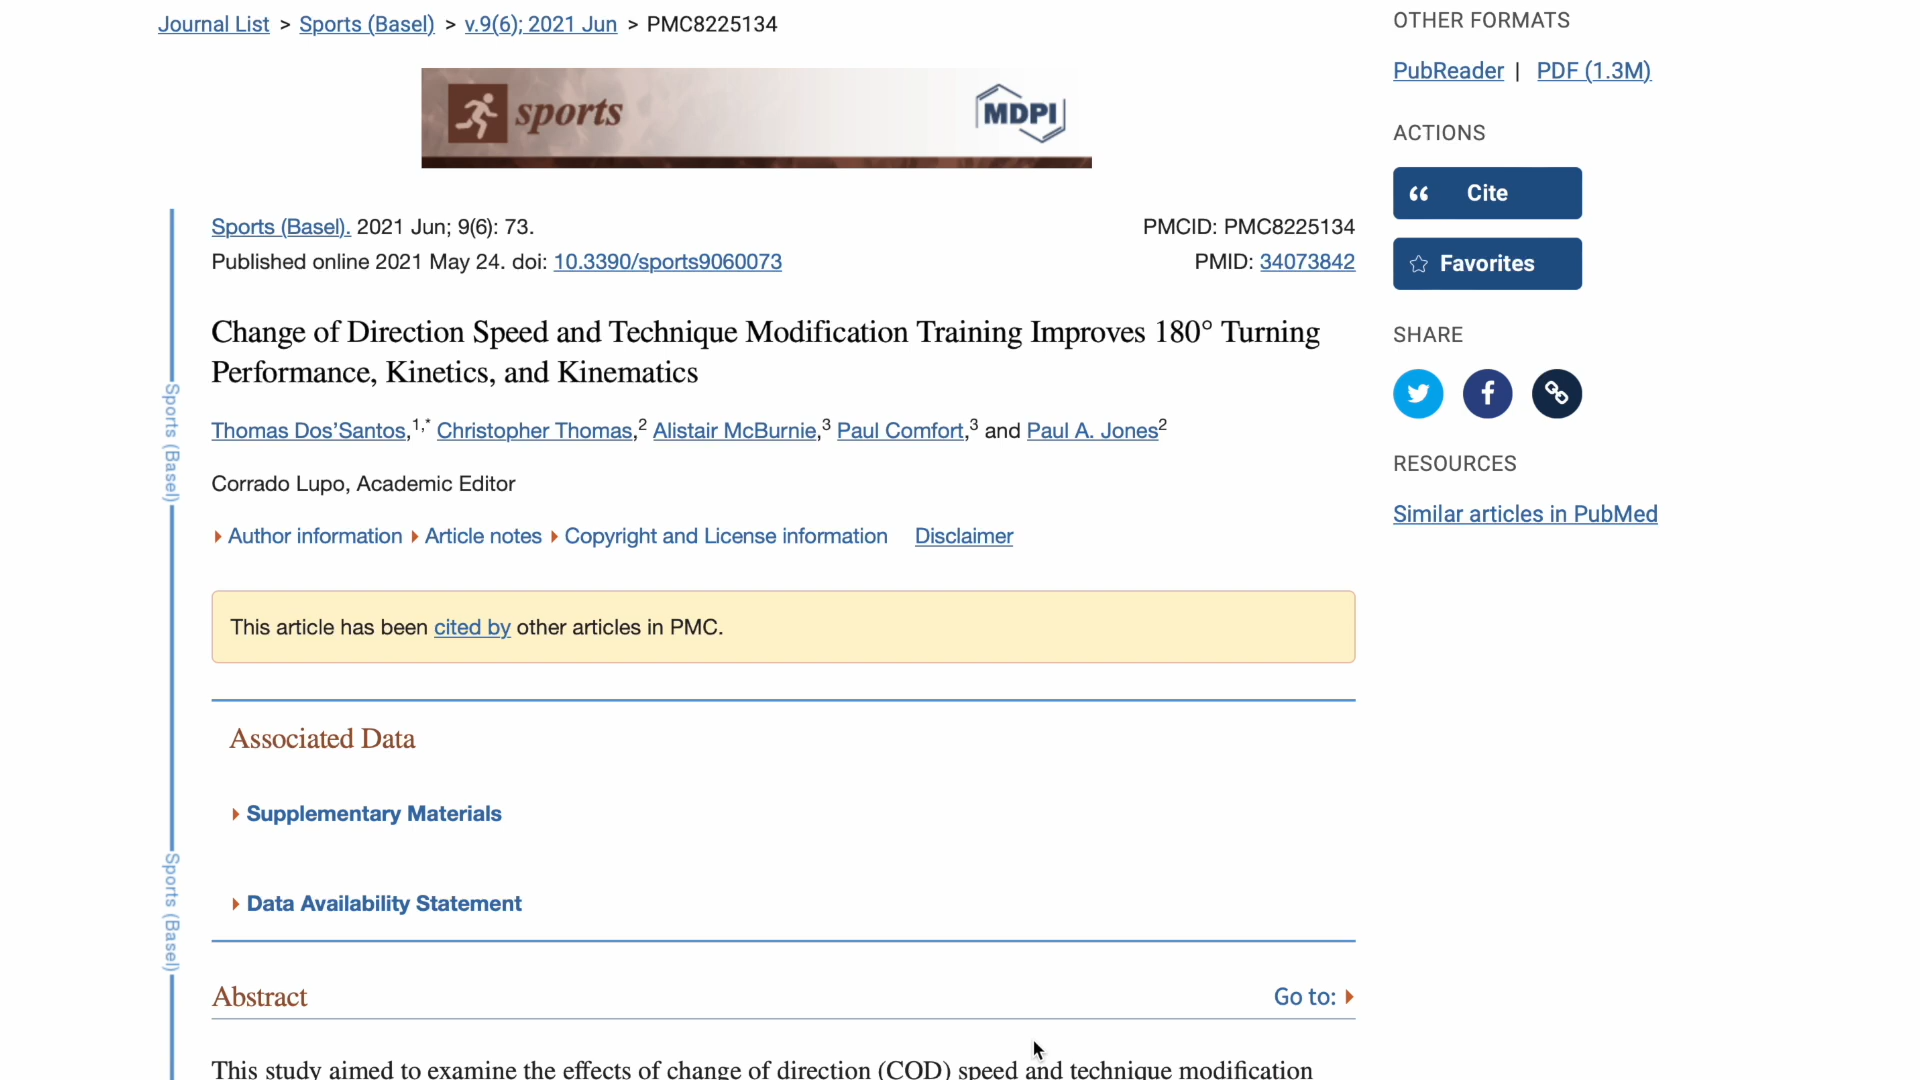 Journal List > Sports (Basel) > v.9(6); 2021 Jun > PMC8225134
sports
MDPI
Sports (Basel). 2021 Jun; 9(6): 73.
Published online 2021 May 24. doi: 10.3390/sports9060073
PMCID: PMC8225134
PMID: 34073842
Change of Direction Speed and Technique Modification Training Improves 180° Turning
Performance, Kinetics, and Kinematics
Thomas Dos'Santos,1,* Christopher Thomas,2 Alistair McBurnie,3 Paul Comfort,3 and Paul A. Jones2
Corrado Lupo, Academic Editor
Author information Article notes Copyright and License information Disclaimer
This article has been cited by other articles in PMC.
Associated Data
Supplementary Materials
Data Availability Statement
Abstract
Go to:
This study aimed to examine the effects of change of direction (COD) speed and technique modification
Sports (Basel)
Sports (Basel)
OTHER FORMATS
PubReader | PDF (1.3M)
ACTIONS
Cite
Favorites
SHARE
RESOURCES
Similar articles in PubMed